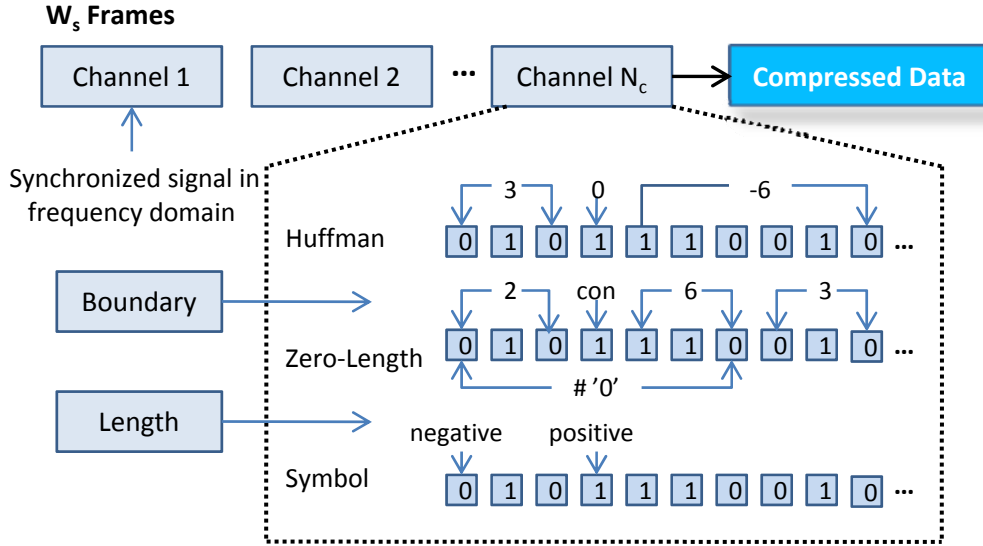 W_s Frames
Channel 1 Channel 2 ... Channel N_c Compressed Data
Synchronized signal in
frequency domain
3 0 -6
Huffman 0 1 0 1 1 1 0 0 1 0 ...
Boundary
2 con 6 3
Zero-Length 0 1 0 1 1 1 0 0 1 0 ...
# '0'
Length
negative positive
Symbol 0 1 0 1 1 1 0 0 1 0 ...